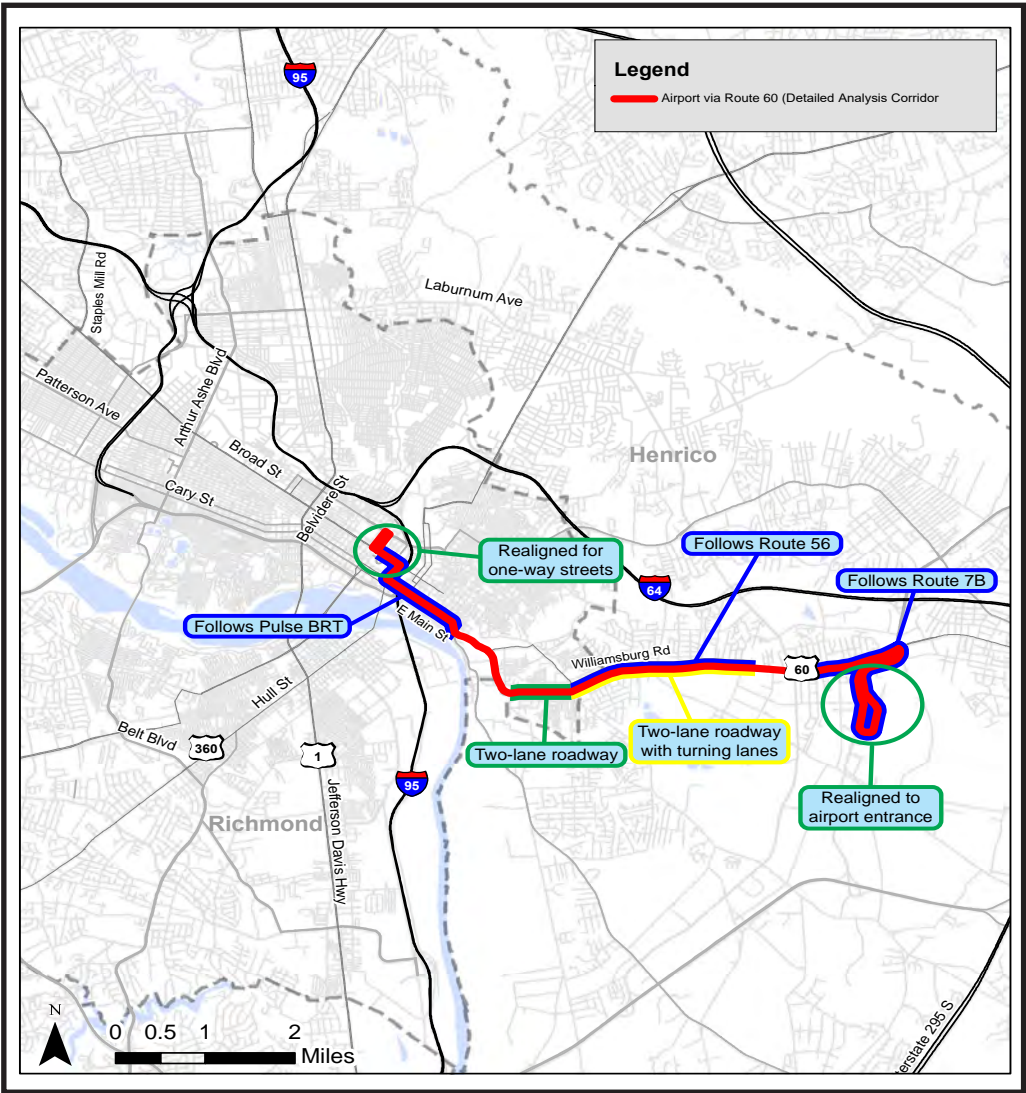 Legend
Airport via Route 60 (Detailed Analysis Corridor
95
Staples Mill Rd
Laburnum Ave
Patterson Ave
Arthur Ashe Blvd
Broad St
Henrico
Cary St
Belvidere St
Realigned for
one-way streets
Follows Route 56
Follows Route 7B
64
Follows Pulse BRT
E Main St
Williamsburg Rd
60
Hull St
Belt Blvd
360
1
Two-lane roadway
Two-lane roadway
with turning lanes
95
Realigned to
airport entrance
Richmond
Jefferson Davis Hwy
erstate 295 S
N
0 0.5 1 2
Miles